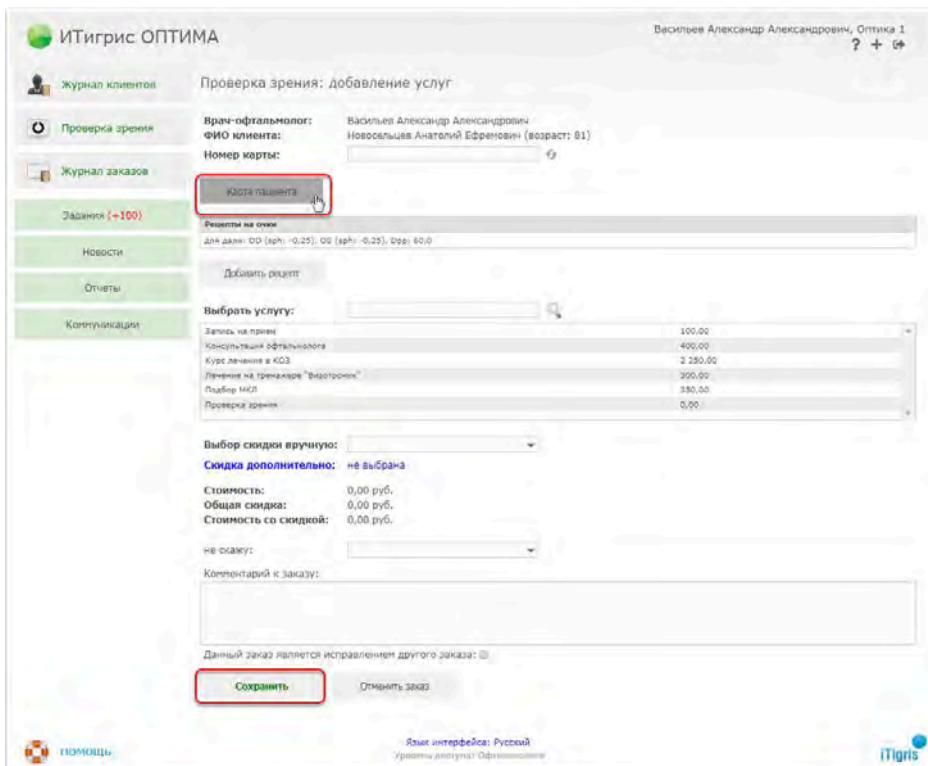 ИТигрис ОПТИМА
Васильев Александр Александрович, Оптика 1
Журнал клиентов
Проверка зрения: добавление услуг
Проверка зрения
Врач-офтальмолог: Васильев Александр Александрович
ФИО клиента: Новосельцев Анатолий Ефремович (возраст: 81)
Номер карты:
Журнал заказов
Карта пациента
Задания (+100)
Рецепты на очки
для дали: OD (sph: -0,25), OS (sph: -0,25), Dpp: 60.0
Новости
Добавить рецепт
Отчеты
Выбрать услугу:
Коммуникации
Запись на прием 100,00
Консультация офтальмолога 400,00
Курс лечения в КОЗ 2 250,00
Лечение на тренажере "Визотроник" 300,00
Подбор МКЛ 350,00
Проверка зрения 0,00
Выбор скидки вручную:
Скидка дополнительно: не выбрана
Стоимость: 0,00 руб.
Общая скидка: 0,00 руб.
Стоимость со скидкой: 0,00 руб.
не скажу:
Комментарий к заказу:
Данный заказ является исправлением другого заказа:
Сохранить
Отменить заказ
помощь
Язык интерфейса: Русский
Уровень доступа: Офтальмологи
iTigris